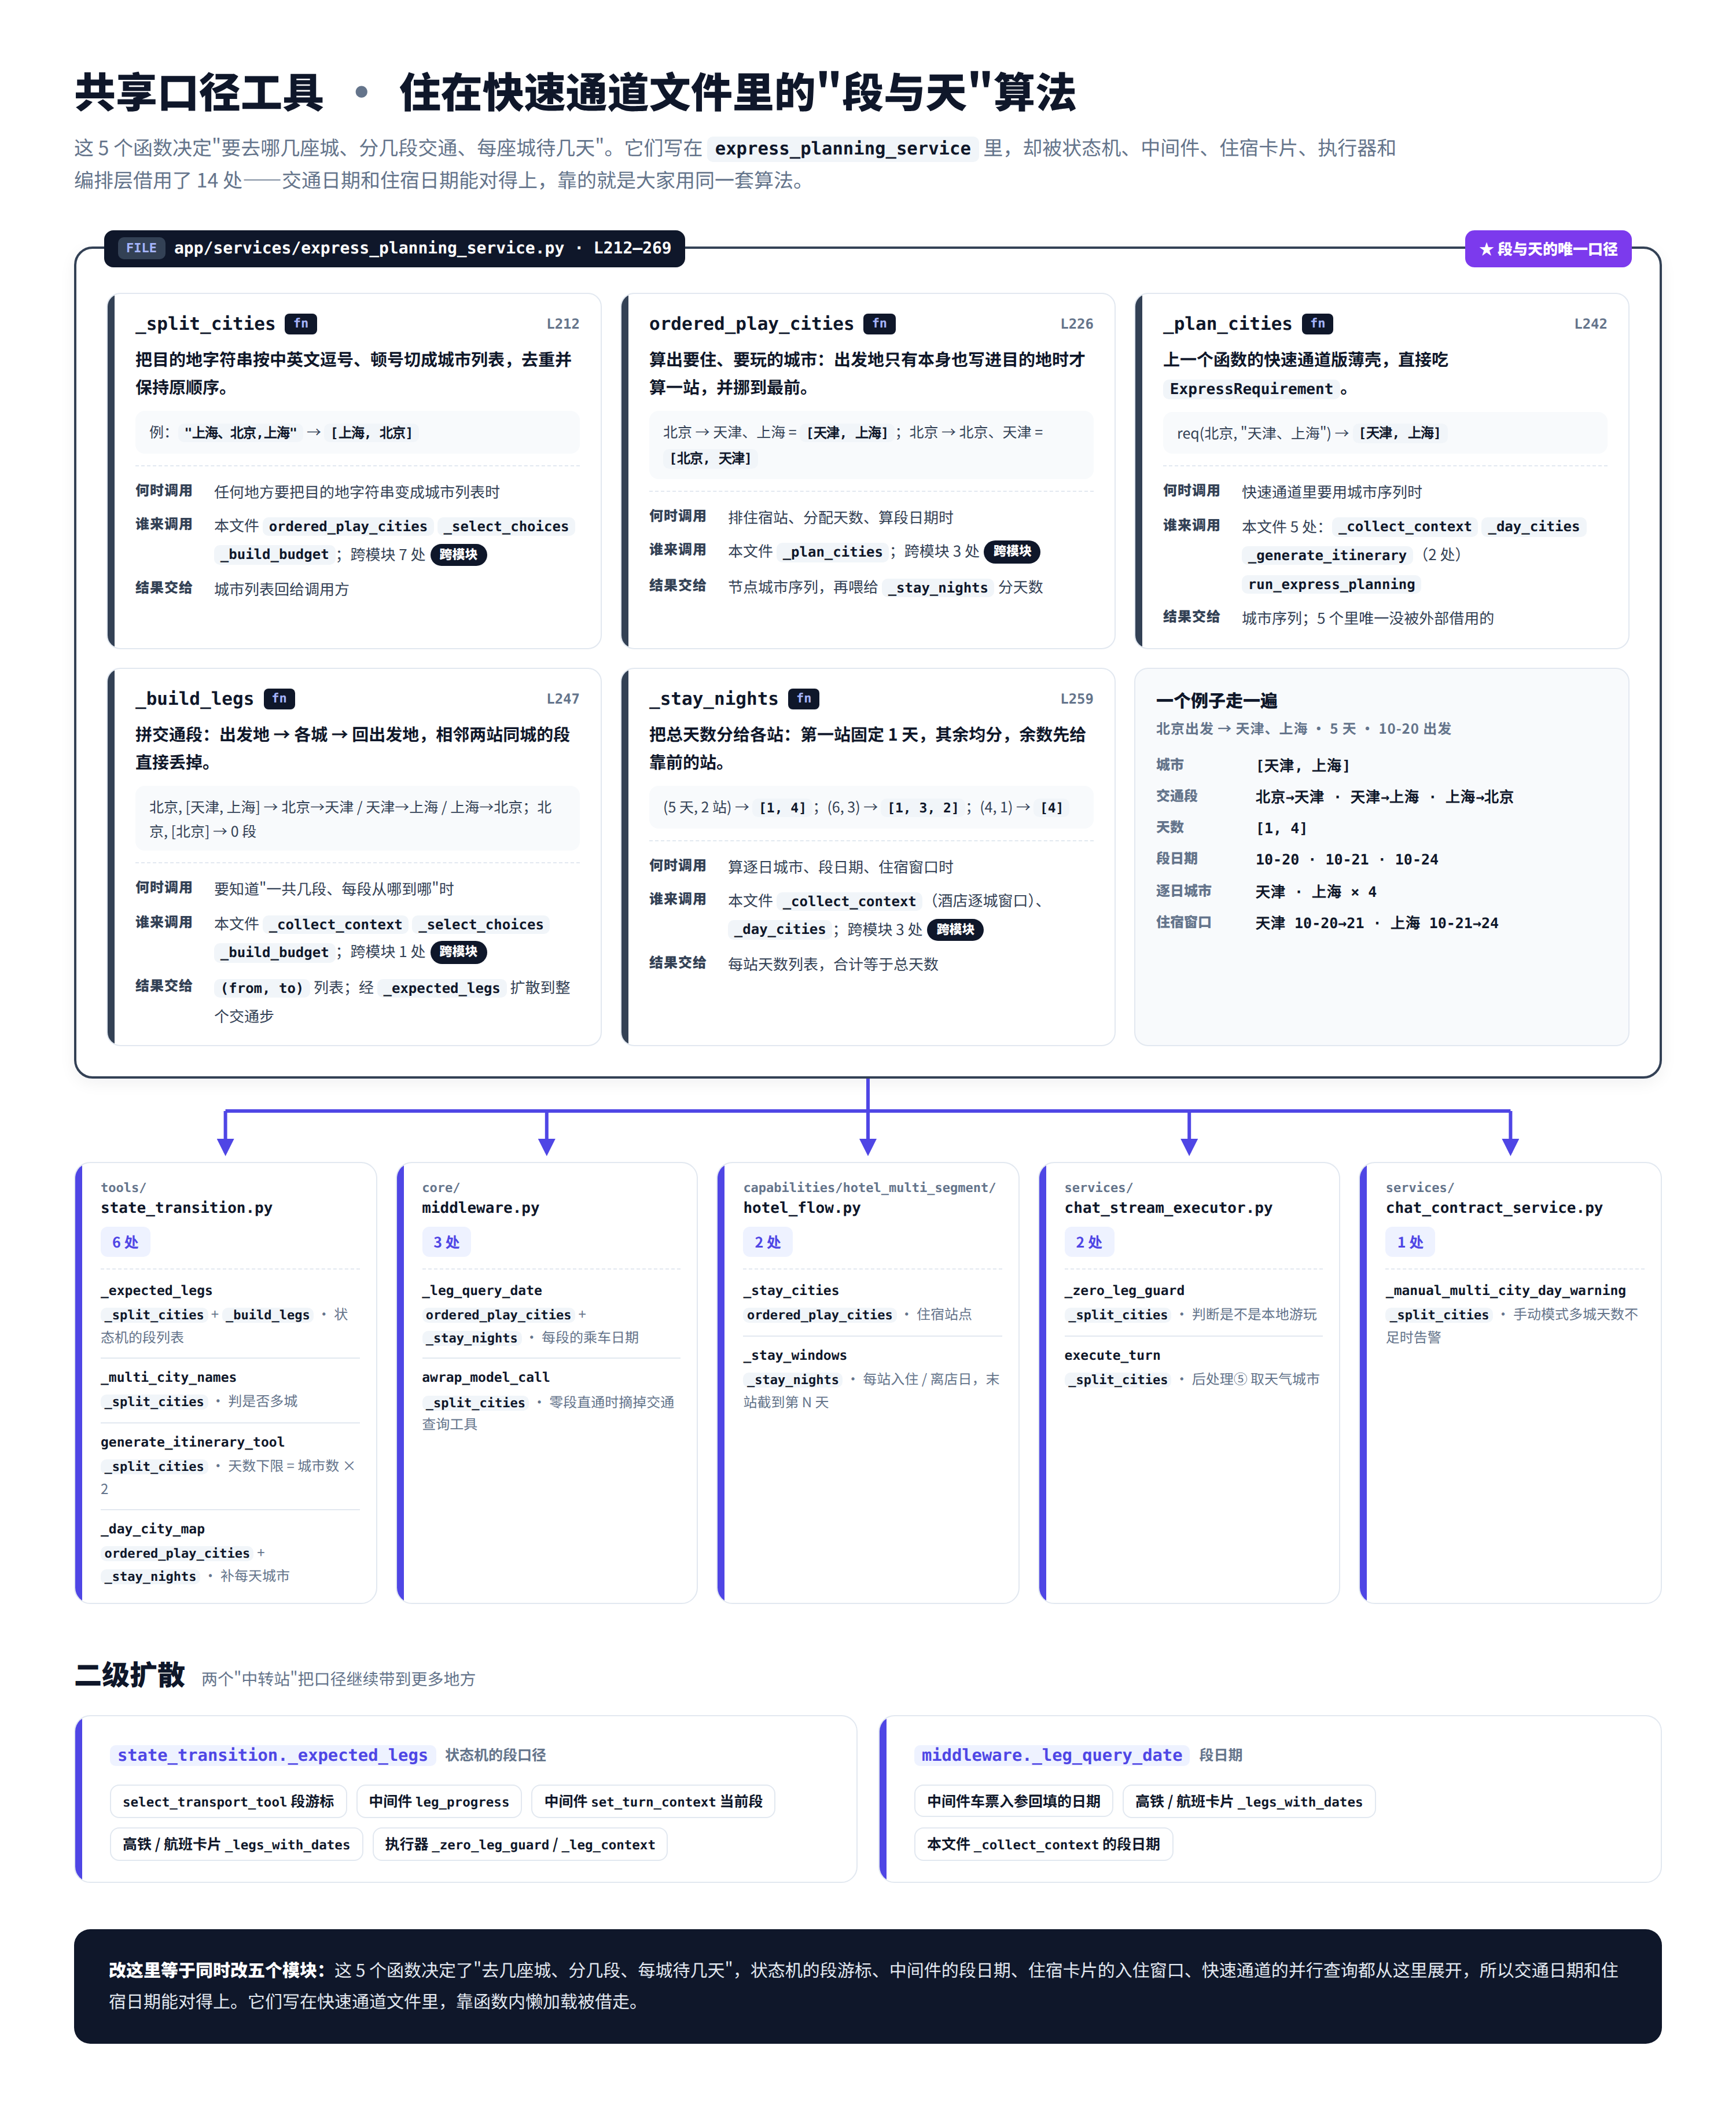 共享口径工具 · 住在快速通道文件里的"段与天"算法
这 5 个函数决定"要去哪几座城、分几段交通、每座城待几天"。它们写在 express_planning_service 里，却被状态机、中间件、住宿卡片、执行器和
编排层借用了 14 处——交通日期和住宿日期能对得上，靠的就是大家用同一套算法。
FILE app/services/express_planning_service.py · L212–269
★ 段与天的唯一口径
_split_cities fn L212
把目的地字符串按中英文逗号、顿号切成城市列表，去重并
保持原顺序。
例： "上海、北京,上海" → [上海, 北京]
何时调用 任何地方要把目的地字符串变成城市列表时
谁来调用 本文件 ordered_play_cities _select_choices
_build_budget ；跨模块 7 处 跨模块
结果交给 城市列表回给调用方
ordered_play_cities fn L226
算出要住、要玩的城市：出发地只有本身也写进目的地时才
算一站，并挪到最前。
北京 → 天津、上海 = [天津, 上海] ；北京 → 北京、天津 =
[北京, 天津]
何时调用 排住宿站、分配天数、算段日期时
谁来调用 本文件 _plan_cities ；跨模块 3 处 跨模块
结果交给 节点城市序列，再喂给 _stay_nights 分天数
_plan_cities fn L242
上一个函数的快速通道版薄壳，直接吃
ExpressRequirement 。
req(北京, "天津、上海") → [天津, 上海]
何时调用 快速通道里要用城市序列时
谁来调用 本文件 5 处： _collect_context _day_cities
_generate_itinerary （2 处）
run_express_planning
结果交给 城市序列；5 个里唯一没被外部借用的
_build_legs fn L247
拼交通段：出发地 → 各城 → 回出发地，相邻两站同城的段
直接丢掉。
北京, [天津, 上海] → 北京→天津 / 天津→上海 / 上海→北京；北
京, [北京] → 0 段
何时调用 要知道"一共几段、每段从哪到哪"时
谁来调用 本文件 _collect_context _select_choices
_build_budget ；跨模块 1 处 跨模块
结果交给 (from, to) 列表；经 _expected_legs 扩散到整
个交通步
_stay_nights fn L259
把总天数分给各站：第一站固定 1 天，其余均分，余数先给
靠前的站。
(5 天, 2 站) → [1, 4] ；(6, 3) → [1, 3, 2] ；(4, 1) → [4]
何时调用 算逐日城市、段日期、住宿窗口时
谁来调用 本文件 _collect_context （酒店逐城窗口）、
_day_cities ；跨模块 3 处 跨模块
结果交给 每站天数列表，合计等于总天数
一个例子走一遍
北京出发 → 天津、上海 · 5 天 · 10-20 出发
城市 [天津, 上海]
交通段 北京→天津 · 天津→上海 · 上海→北京
天数 [1, 4]
段日期 10-20 · 10-21 · 10-24
逐日城市 天津 · 上海 × 4
住宿窗口 天津 10-20→21 · 上海 10-21→24
tools/
state_transition.py
6 处
_expected_legs
_split_cities + _build_legs · 状
态机的段列表
_multi_city_names
_split_cities · 判是否多城
generate_itinerary_tool
_split_cities · 天数下限 = 城市数 ×
2
_day_city_map
ordered_play_cities +
_stay_nights · 补每天城市
core/
middleware.py
3 处
_leg_query_date
ordered_play_cities +
_stay_nights · 每段的乘车日期
awrap_model_call
_split_cities · 零段直通时摘掉交通
查询工具
capabilities/hotel_multi_segment/
hotel_flow.py
2 处
_stay_cities
ordered_play_cities · 住宿站点
_stay_windows
_stay_nights · 每站入住 / 离店日，末
站截到第 N 天
services/
chat_stream_executor.py
2 处
_zero_leg_guard
_split_cities · 判断是不是本地游玩
execute_turn
_split_cities · 后处理⑤ 取天气城市
services/
chat_contract_service.py
1 处
_manual_multi_city_day_warning
_split_cities · 手动模式多城天数不
足时告警
二级扩散 两个"中转站"把口径继续带到更多地方
state_transition._expected_legs 状态机的段口径
select_transport_tool 段游标 中间件 leg_progress 中间件 set_turn_context 当前段
高铁 / 航班卡片 _legs_with_dates 执行器 _zero_leg_guard / _leg_context
middleware._leg_query_date 段日期
中间件车票入参回填的日期 高铁 / 航班卡片 _legs_with_dates
本文件 _collect_context 的段日期
改这里等于同时改五个模块：这 5 个函数决定了"去几座城、分几段、每城待几天"，状态机的段游标、中间件的段日期、住宿卡片的入住窗口、快速通道的并行查询都从这里展开，所以交通日期和住
宿日期能对得上。它们写在快速通道文件里，靠函数内懒加载被借走。